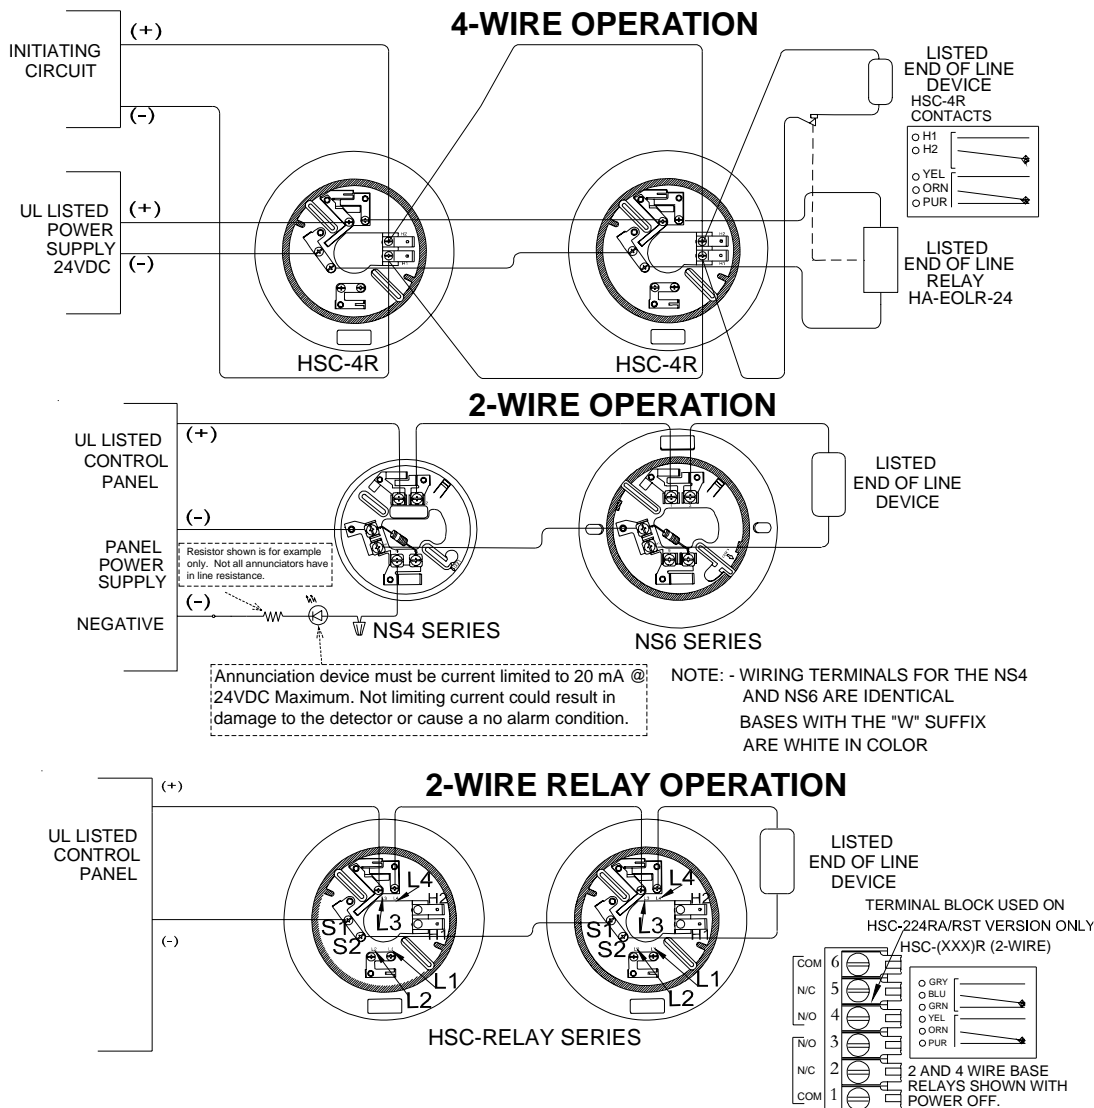 4-WIRE OPERATION
(+)
INITIATING
CIRCUIT
(-)
UL LISTED
POWER
SUPPLY
24VDC
(+)
(-)
H2
H1
HSC-4R
H2
H1
HSC-4R
LISTED
END OF LINE
DEVICE
HSC-4R
CONTACTS
H1
H2
YEL
ORN
PUR
LISTED
END OF LINE
RELAY
HA-EOLR-24
2-WIRE OPERATION
UL LISTED
CONTROL
PANEL
(+)
(-)
PANEL
POWER
SUPPLY
(-)
NEGATIVE
Resistor shown is for example
only. Not all annunciators have
in line resistance.
NS4 SERIES
NS6 SERIES
LISTED
END OF LINE
DEVICE
Annunciation device must be current limited to 20 mA @
24VDC Maximum. Not limiting current could result in
damage to the detector or cause a no alarm condition.
NOTE: - WIRING TERMINALS FOR THE NS4
AND NS6 ARE IDENTICAL
BASES WITH THE "W" SUFFIX
ARE WHITE IN COLOR
2-WIRE RELAY OPERATION
(+)
UL LISTED
CONTROL
PANEL
(-)
L4
H2
S1
L3
H1
S2
L1
L2
L4
H2
S1
L3
H1
S2
L1
L2
HSC-RELAY SERIES
LISTED
END OF LINE
DEVICE
TERMINAL BLOCK USED ON
HSC-224RA/RST VERSION ONLY
HSC-(XXX)R (2-WIRE)
COM 6
N/C 5
N/O 4
N/O 3
N/C 2
COM 1
GRY
BLU
GRN
YEL
ORN
PUR
2 AND 4 WIRE BASE
RELAYS SHOWN WITH
POWER OFF.